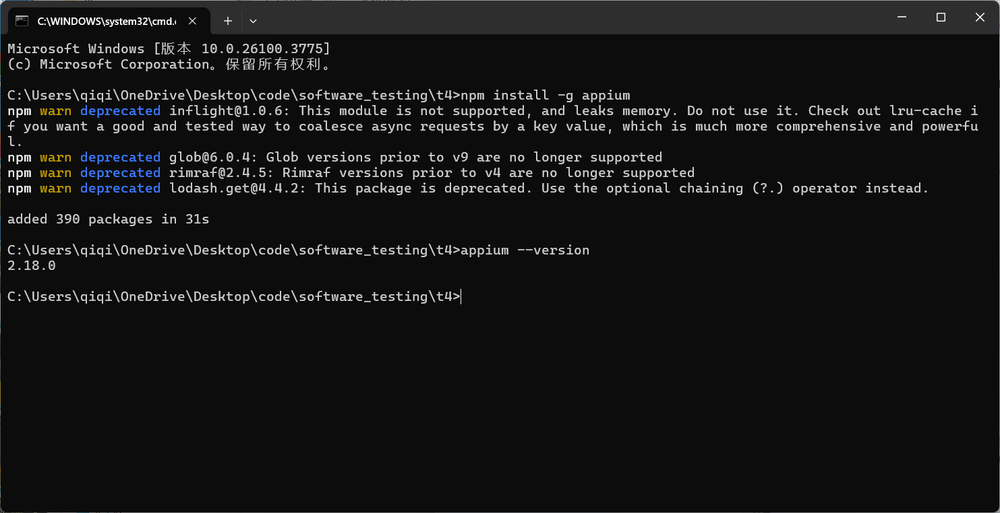 C:\WINDOWS\system32\cmd.
Microsoft Windows [版本 10.0.26100.3775]
(c) Microsoft Corporation。保留所有权利。
C:\Users\qiqi\OneDrive\Desktop\code\software_testing\t4>npm install -g appium
npm warn deprecated inflight@1.0.6: This module is not supported, and leaks memory. Do not use it. Check out lru-cache i
f you want a good and tested way to coalesce async requests by a key value, which is much more comprehensive and powerfu
l.
npm warn deprecated glob@6.0.4: Glob versions prior to v9 are no longer supported
npm warn deprecated rimraf@2.4.5: Rimraf versions prior to v4 are no longer supported
npm warn deprecated lodash.get@4.4.2: This package is deprecated. Use the optional chaining (?.) operator instead.
added 390 packages in 31s
C:\Users\qiqi\OneDrive\Desktop\code\software_testing\t4>appium --version
2.18.0
C:\Users\qiqi\OneDrive\Desktop\code\software_testing\t4>